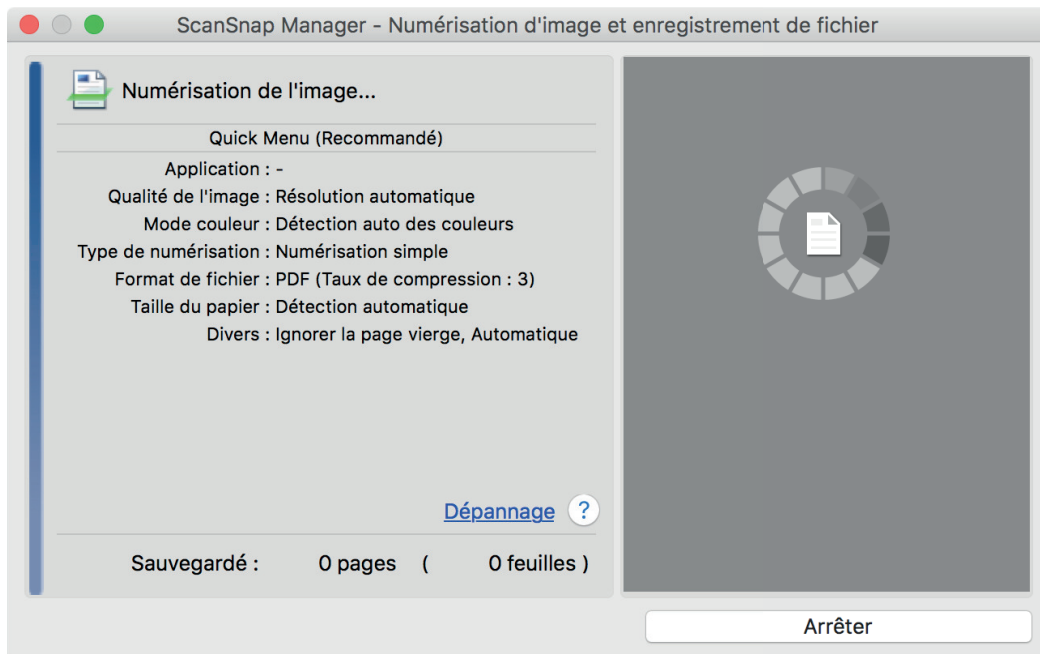 ScanSnap Manager - Numérisation d'image et enregistrement de fichier
Numérisation de l'image...
Quick Menu (Recommandé)
Application : -
Qualité de l'image : Résolution automatique
Mode couleur : Détection auto des couleurs
Type de numérisation : Numérisation simple
Format de fichier : PDF (Taux de compression : 3)
Taille du papier : Détection automatique
Divers : Ignorer la page vierge, Automatique
Dépannage ?
Sauvegardé : 0 pages ( 0 feuilles )
Arrêter